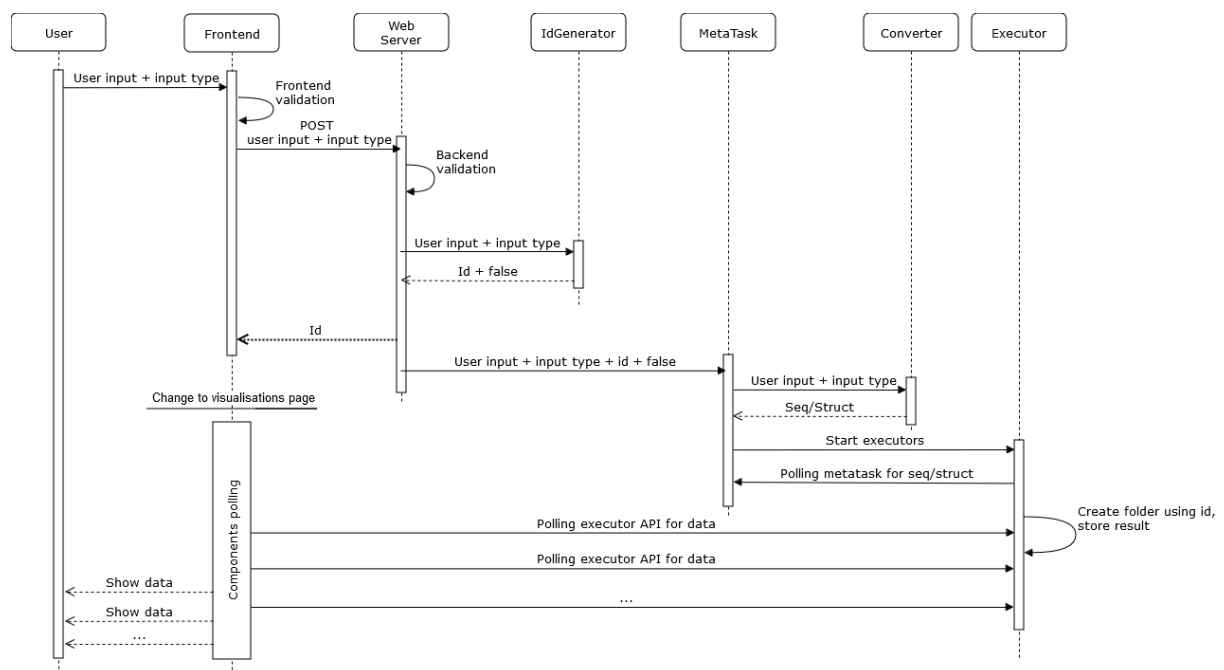 User
Frontend
Web
Server
IdGenerator
MetaTask
Converter
Executor
User input + input type
Frontend
validation
POST
user input + input type
Backend
validation
User input + input type
Id + false
Id
User input + input type + id + false
User input + input type
Change to visualisations page
Seq/Struct
Start executors
Polling metatask for seq/struct
Components polling
Create folder using id,
store result
Polling executor API for data
Polling executor API for data
Show data
...
Show data
...